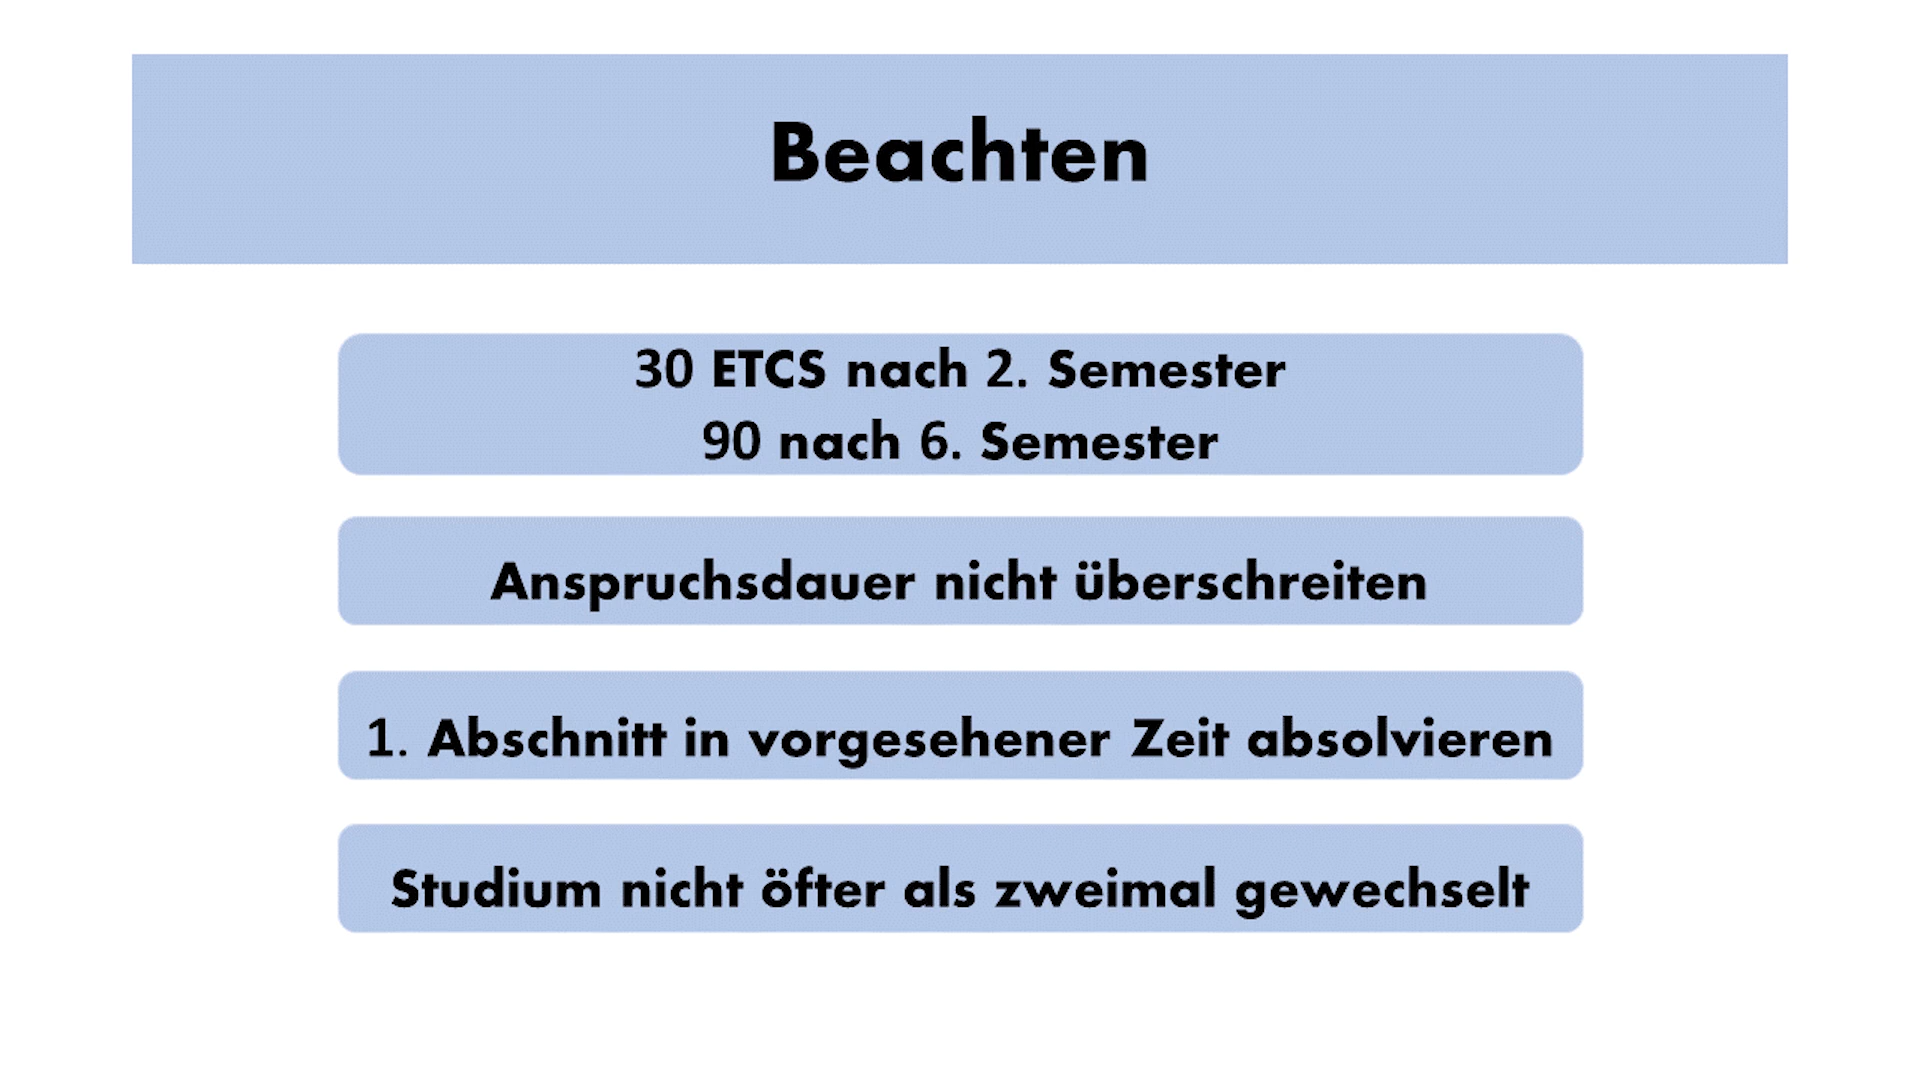 Beachten
30 ETCS nach 2. Semester
90 nach 6. Semester
Anspruchsdauer nicht überschreiten
1. Abschnitt in vorgesehener Zeit absolvieren
Studium nicht öfter als zweimal gewechselt